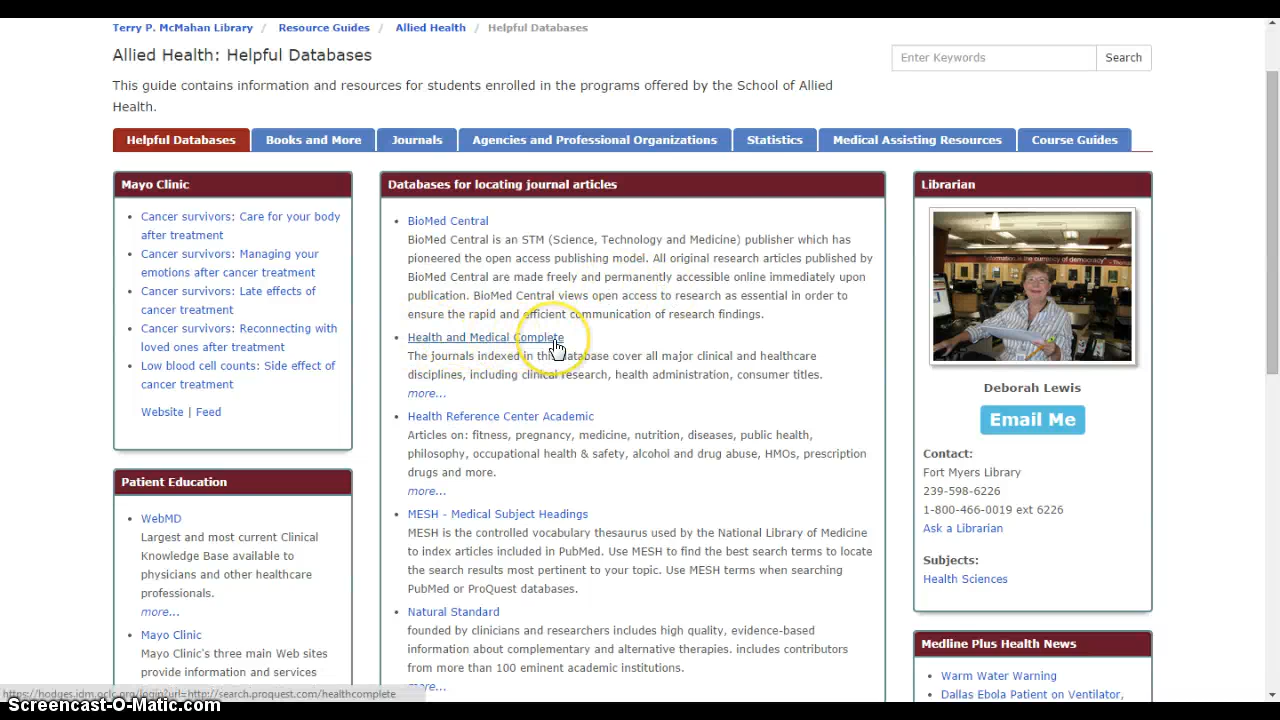 Terry P. McMahan Library / Resource Guides / Allied Health / Helpful Databases
Allied Health: Helpful Databases
Enter Keywords
Search
This guide contains information and resources for students enrolled in the programs offered by the School of Allied
Health.
Helpful Databases
Books and More
Journals
Agencies and Professional Organizations
Statistics
Medical Assisting Resources
Course Guides
Mayo Clinic
Cancer survivors: Care for your body
after treatment
Cancer survivors: Managing your
emotions after cancer treatment
Cancer survivors: Late effects of
cancer treatment
Cancer survivors: Reconnecting with
loved ones after treatment
Low blood cell counts: Side effect of
cancer treatment
Website | Feed
Patient Education
WebMD
Largest and most current Clinical
Knowledge Base available to
physicians and other healthcare
professionals.
more...
Mayo Clinic
Mayo Clinic's three main Web sites
provide information and services
Databases for locating journal articles
BioMed Central
BioMed Central is an STM (Science, Technology and Medicine) publisher which has
pioneered the open access publishing model. All original research articles published by
BioMed Central are made freely and permanently accessible online immediately upon
publication. BioMed Central views open access to research as essential in order to
ensure the rapid and efficient communication of research findings.
Health and Medical Complete
The journals indexed in this database cover all major clinical and healthcare
disciplines, including clinical research, health administration, consumer titles.
more...
Health Reference Center Academic
Articles on: fitness, pregnancy, medicine, nutrition, diseases, public health,
philosophy, occupational health & safety, alcohol and drug abuse, HMOs, prescription
drugs and more.
more...
MESH - Medical Subject Headings
MESH is the controlled vocabulary thesaurus used by the National Library of Medicine
to index articles included in PubMed. Use MESH to find the best search terms to locate
the search results most pertinent to your topic. Use MESH terms when searching
PubMed or ProQuest databases.
Natural Standard
founded by clinicians and researchers includes high quality, evidence-based
information about complementary and alternative therapies. includes contributors
from more than 100 eminent academic institutions.
more...
Librarian
"Information is the currency of democracy"
Deborah Lewis
Email Me
Contact:
Fort Myers Library
239-598-6226
1-800-466-0019 ext 6226
Ask a Librarian
Subjects:
Health Sciences
Medline Plus Health News
Warm Water Warning
Dallas Ebola Patient on Ventilator,
https://hodges.idm.oclc.org/login?url=http://search.proquest.com/healthcomplete
Screencast-O-Matic.com